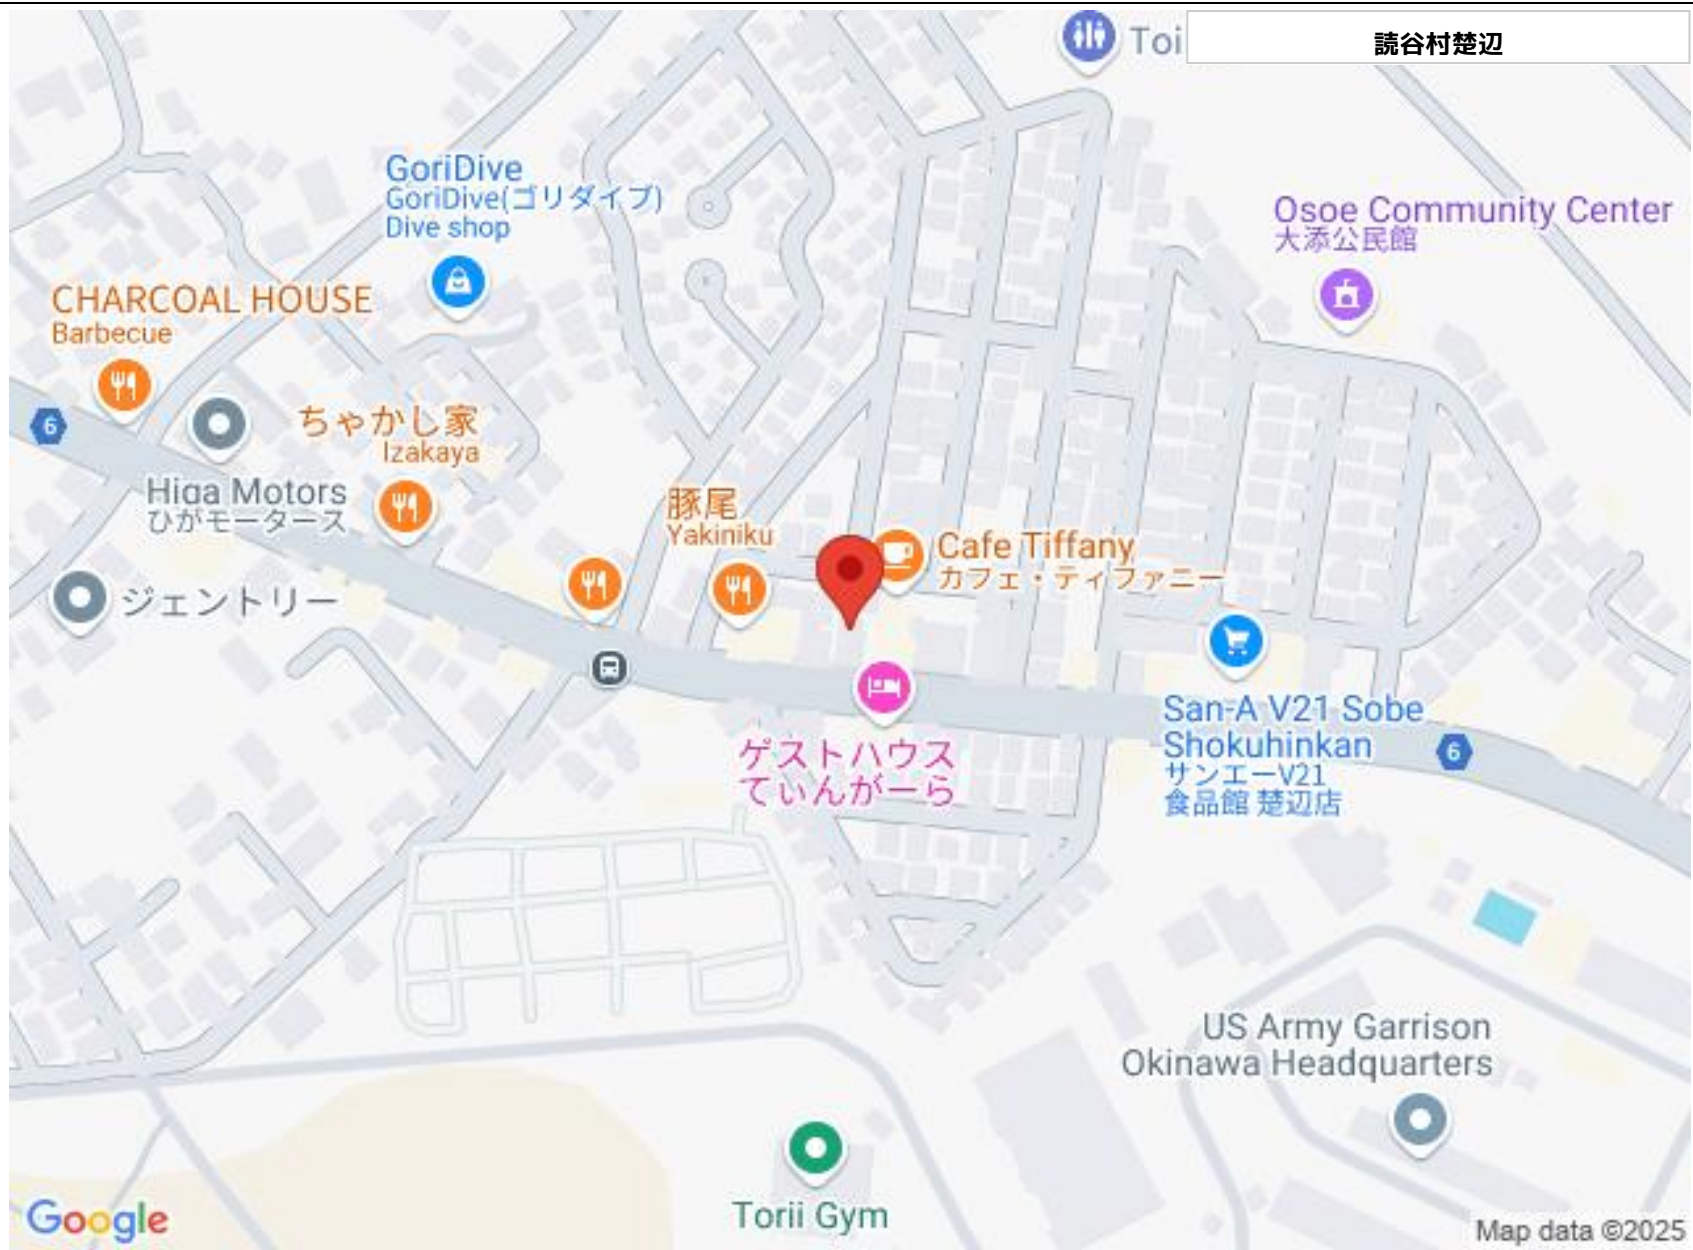 Toi
読谷村楚辺
GoriDive
GoriDive(ゴリダイブ)
Dive shop
Osoe Community Center
大添公民館
CHARCOAL HOUSE
Barbecue
6
ちゃかし家
Izakaya
Higa Motors
ひがモータース
豚尾
Yakiniku
Cafe Tiffany
カフェ・ティファニー
ジェントリー
San-A V21 Sobe
Shokuhinkan
サンエーV21
食品館 楚辺店
6
ゲストハウス
てぃんがーら
US Army Garrison
Okinawa Headquarters
Torii Gym
Google
Map data ©2025